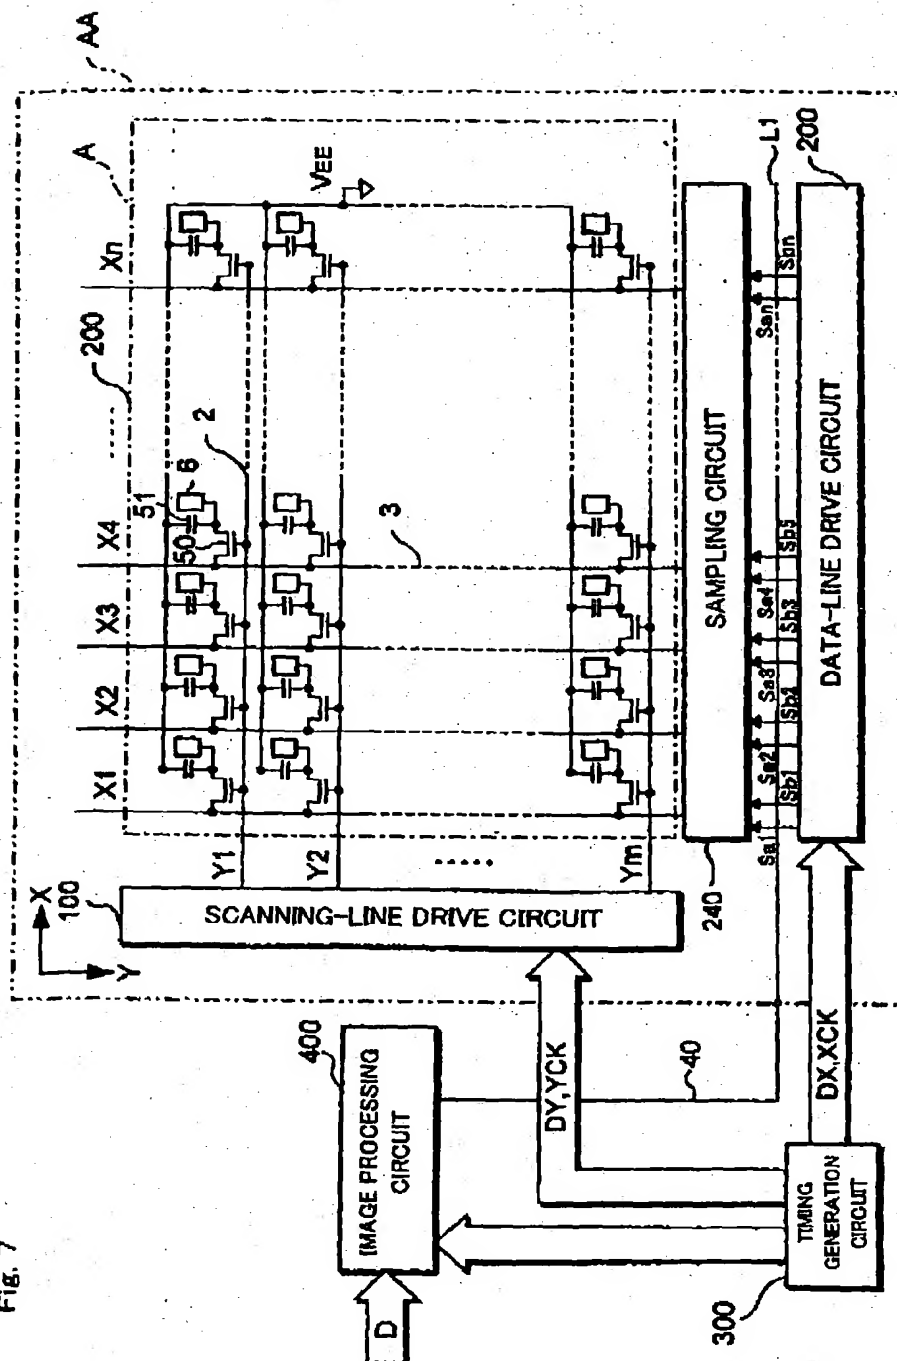 Fig. 7
AA
A
X
Y
100
200
X1
X2
X3
X4
.....
Xn
VEE
51
6
50
2
3
SCANNING-LINE DRIVE CIRCUIT
Y1
Y2
.....
Ym
SAMPLING CIRCUIT
240
Sa1
Sb1
Sa2
Sb2
Sa3
Sb3
Sa4
Sb5
San
Sbn
L1
DATA-LINE DRIVE CIRCUIT
200
400
IMAGE PROCESSING
CIRCUIT
D
DY,YCK
40
DX,XCK
TIMING
GENERATION
CIRCUIT
300